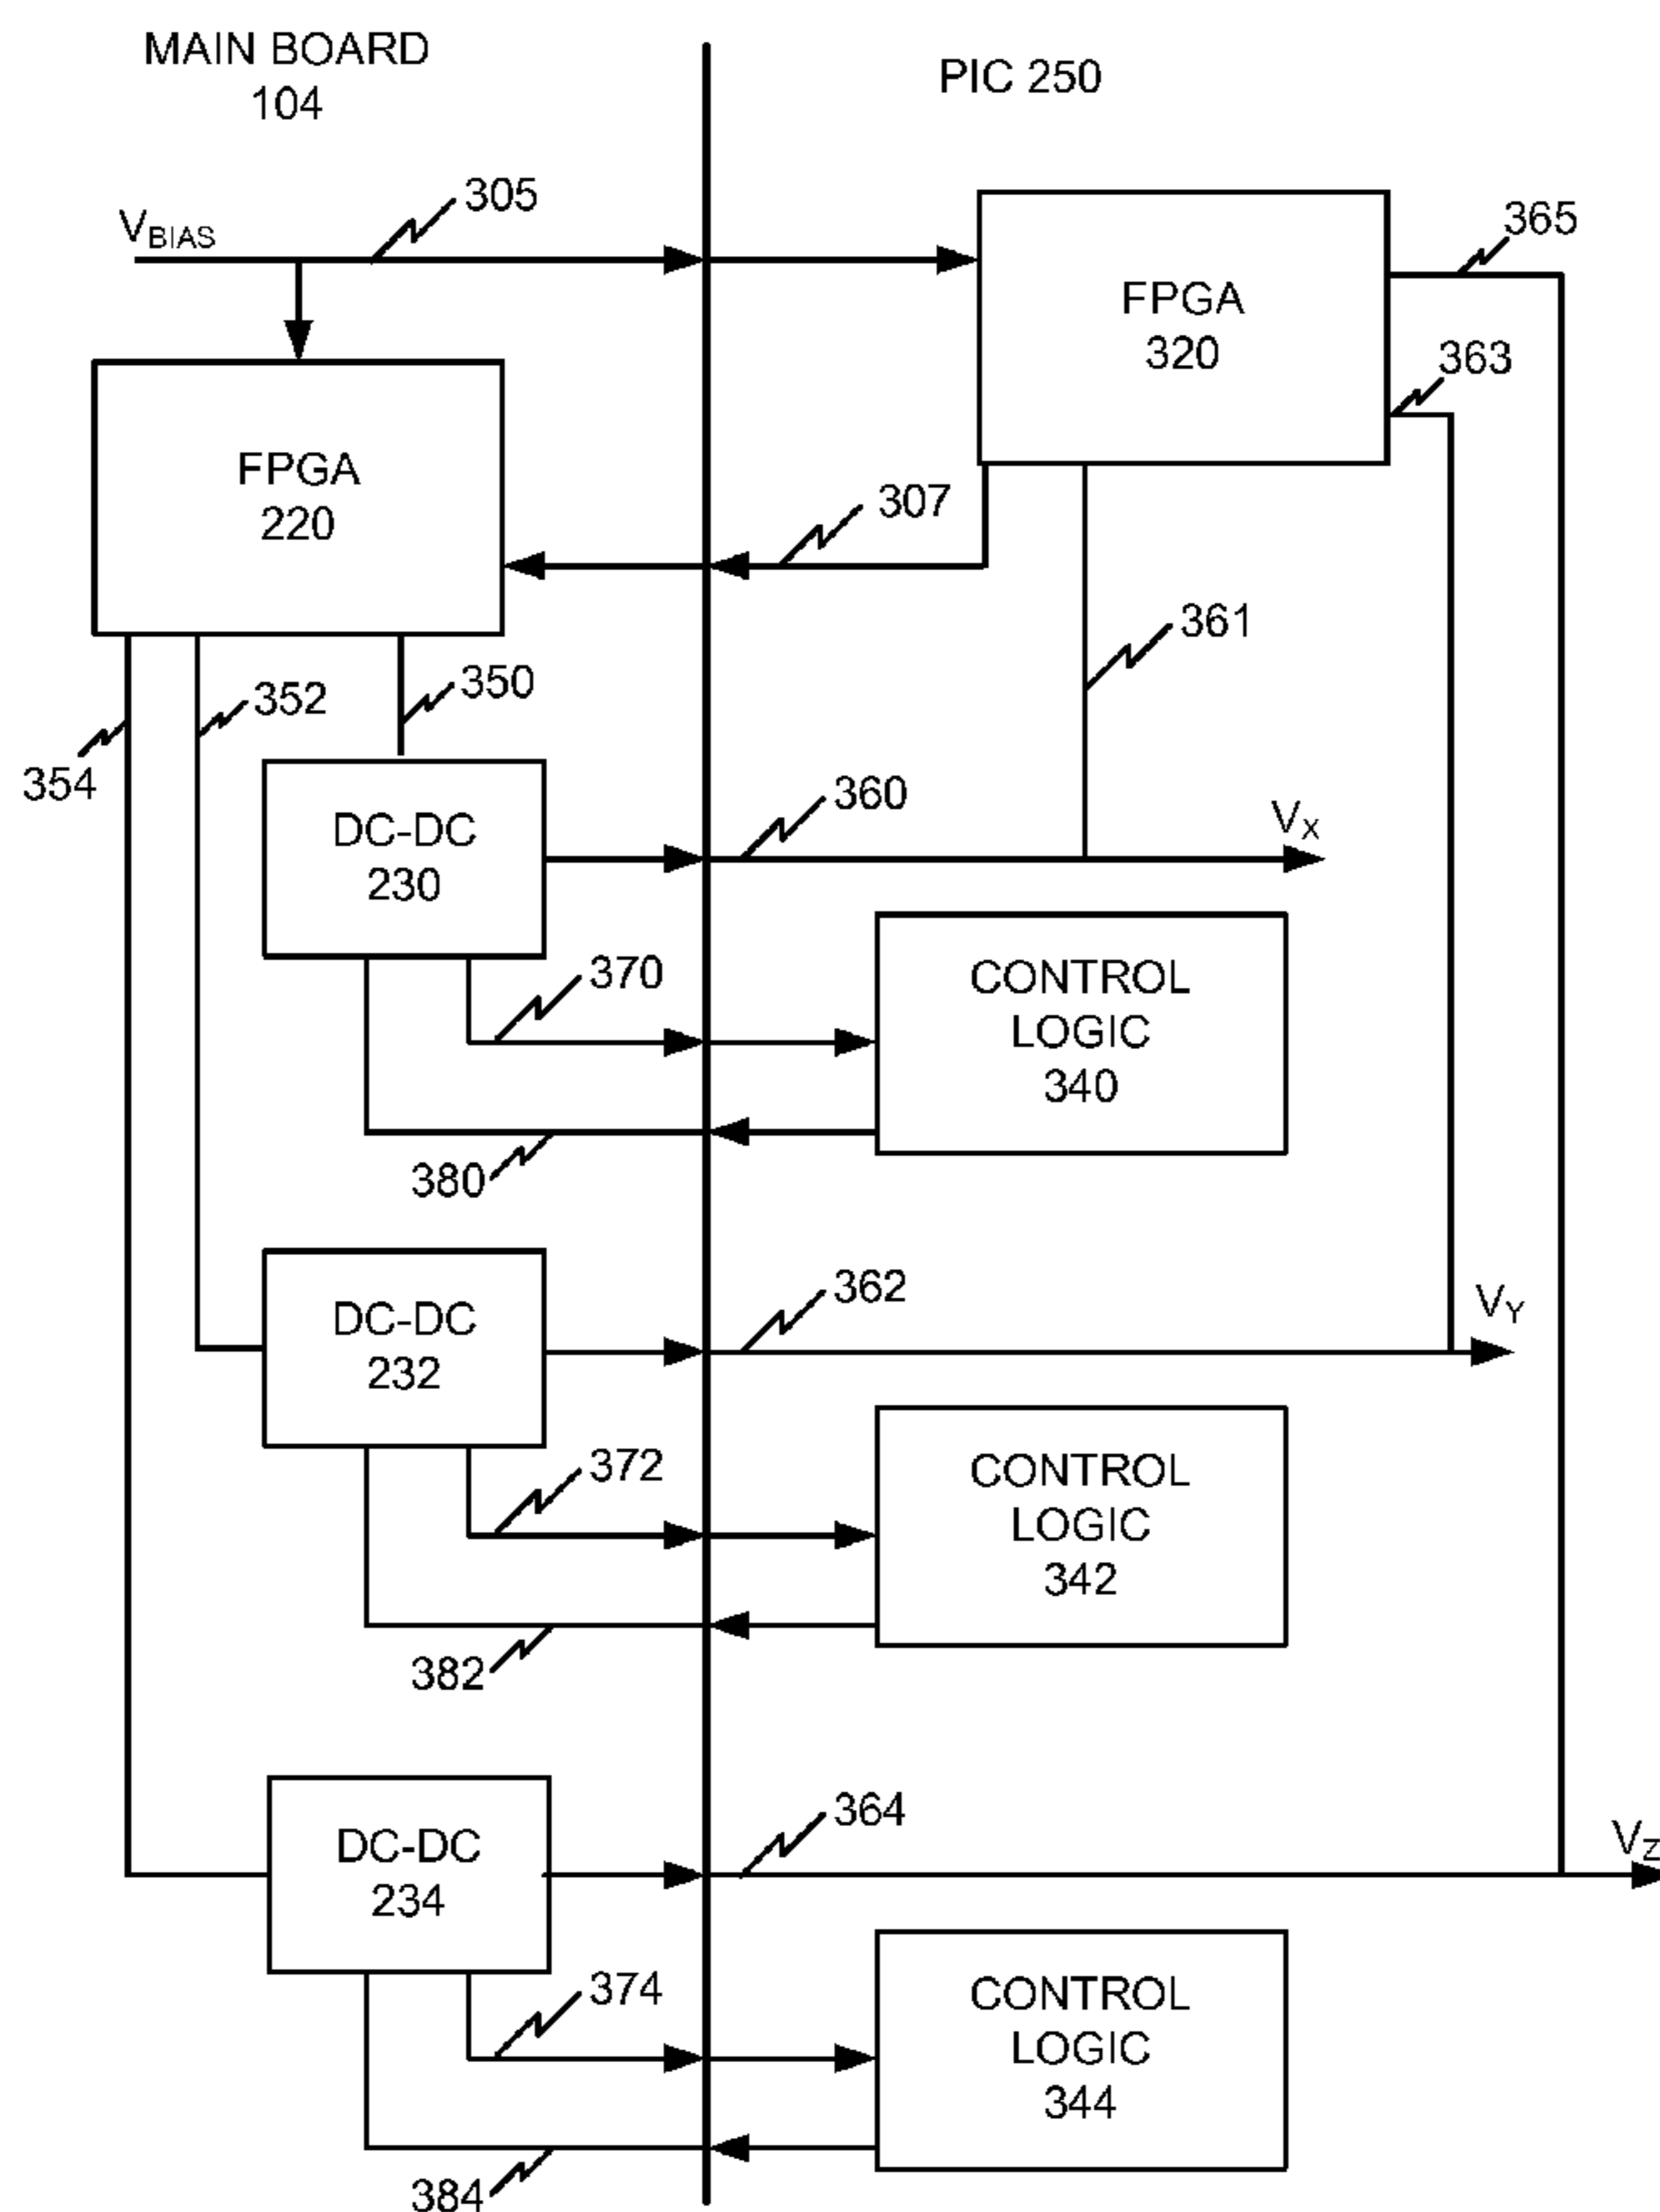 MAIN BOARD
104
PIC 250
305
365
VBIAS
FPGA
320
363
FPGA
220
307
361
350
352
354
360
VX
DC-DC
230
370
CONTROL
LOGIC
340
380
362
VY
DC-DC
232
372
CONTROL
LOGIC
342
382
364
VZ
DC-DC
234
374
CONTROL
LOGIC
344
384